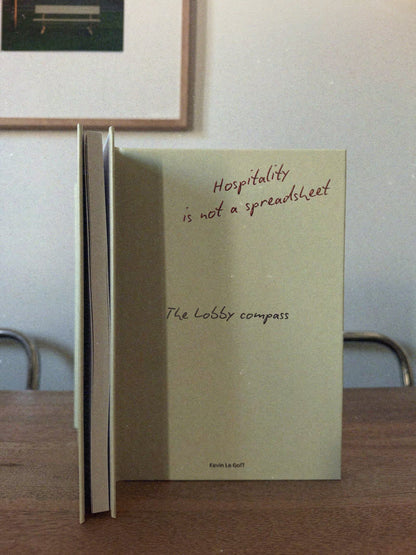 Hospitality
is not a spreadsheet
The Lobby compass
Kevin Le Goff